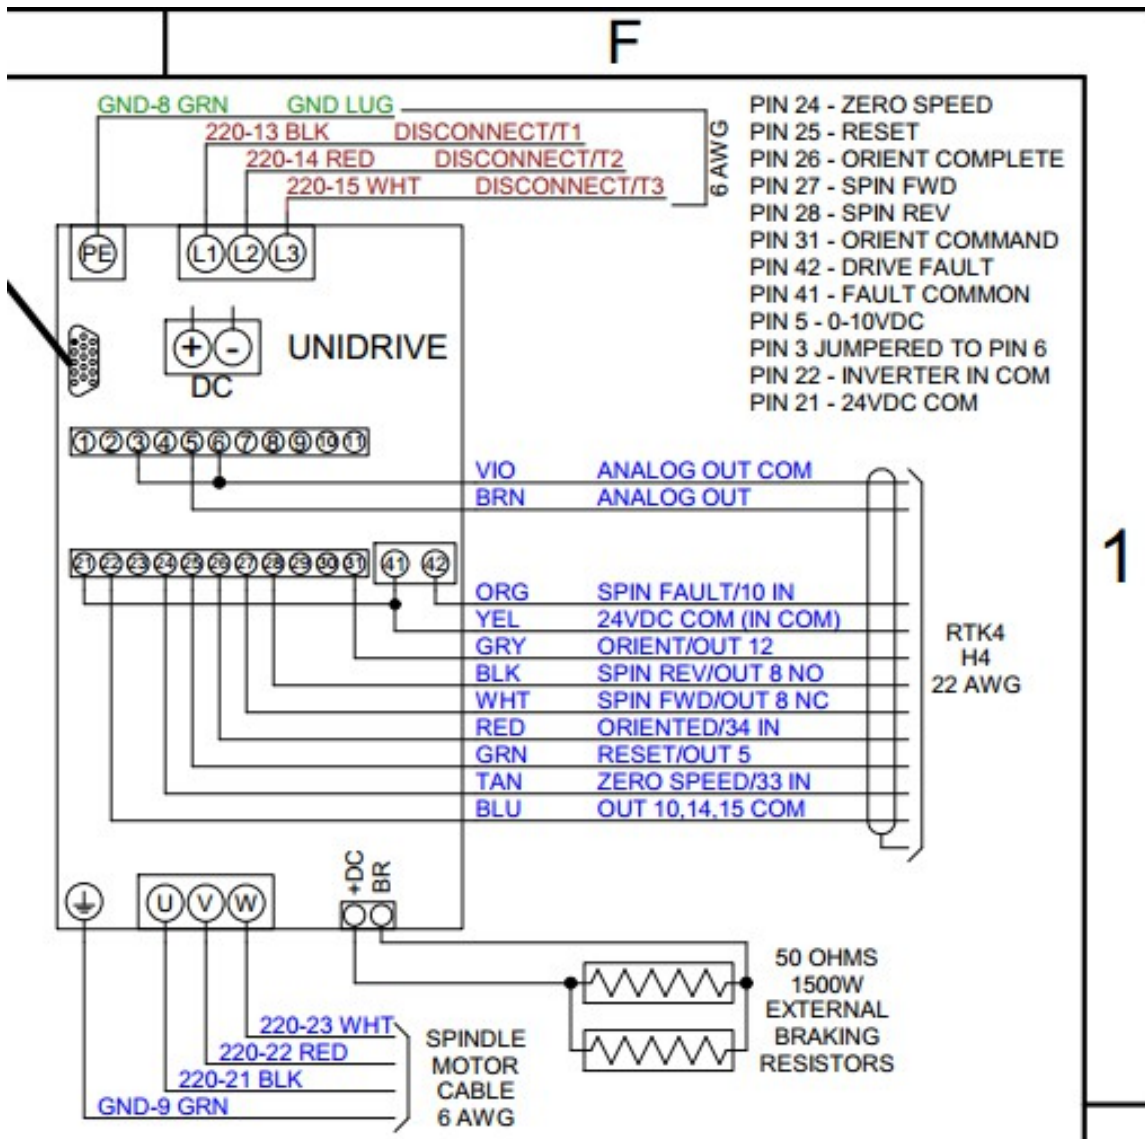 F
GND-8 GRN GND LUG
220-13 BLK DISCONNECT/T1
220-14 RED DISCONNECT/T2
220-15 WHT DISCONNECT/T3
6 AWG
PIN 24 - ZERO SPEED
PIN 25 - RESET
PIN 26 - ORIENT COMPLETE
PIN 27 - SPIN FWD
PIN 28 - SPIN REV
PIN 31 - ORIENT COMMAND
PIN 42 - DRIVE FAULT
PIN 41 - FAULT COMMON
PIN 5 - 0-10VDC
PIN 3 JUMPERED TO PIN 6
PIN 22 - INVERTER IN COM
PIN 21 - 24VDC COM
PE L1 L2 L3
+ -
DC
UNIDRIVE
1 2 3 4 5 6 7 8 9 10 11
VIO ANALOG OUT COM
BRN ANALOG OUT
21 22 23 24 25 26 27 28 29 30 31 41 42
ORG SPIN FAULT/10 IN
YEL 24VDC COM (IN COM)
GRY ORIENT/OUT 12
BLK SPIN REV/OUT 8 NO
WHT SPIN FWD/OUT 8 NC
RED ORIENTED/34 IN
GRN RESET/OUT 5
TAN ZERO SPEED/33 IN
BLU OUT 10,14,15 COM
RTK4
H4
22 AWG
1
U V W
+DC
BR
50 OHMS
1500W
EXTERNAL
BRAKING
RESISTORS
220-23 WHT
220-22 RED
220-21 BLK
GND-9 GRN
SPINDLE
MOTOR
CABLE
6 AWG